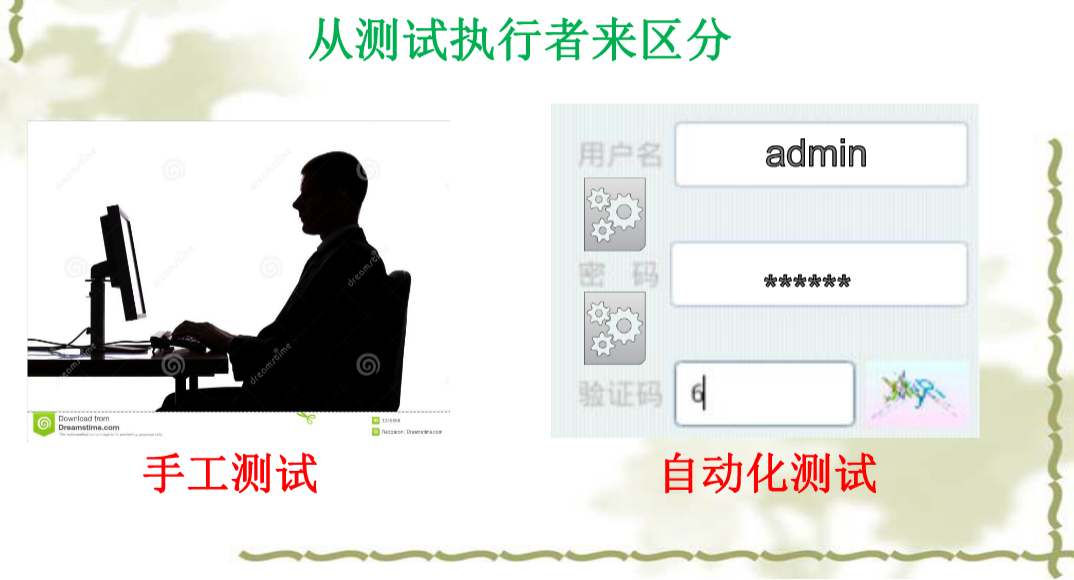 从测试执行者来区分
用户名
admin
密 码
******
验证码
6
Download from
Dreamstime.com
手工测试
自动化测试